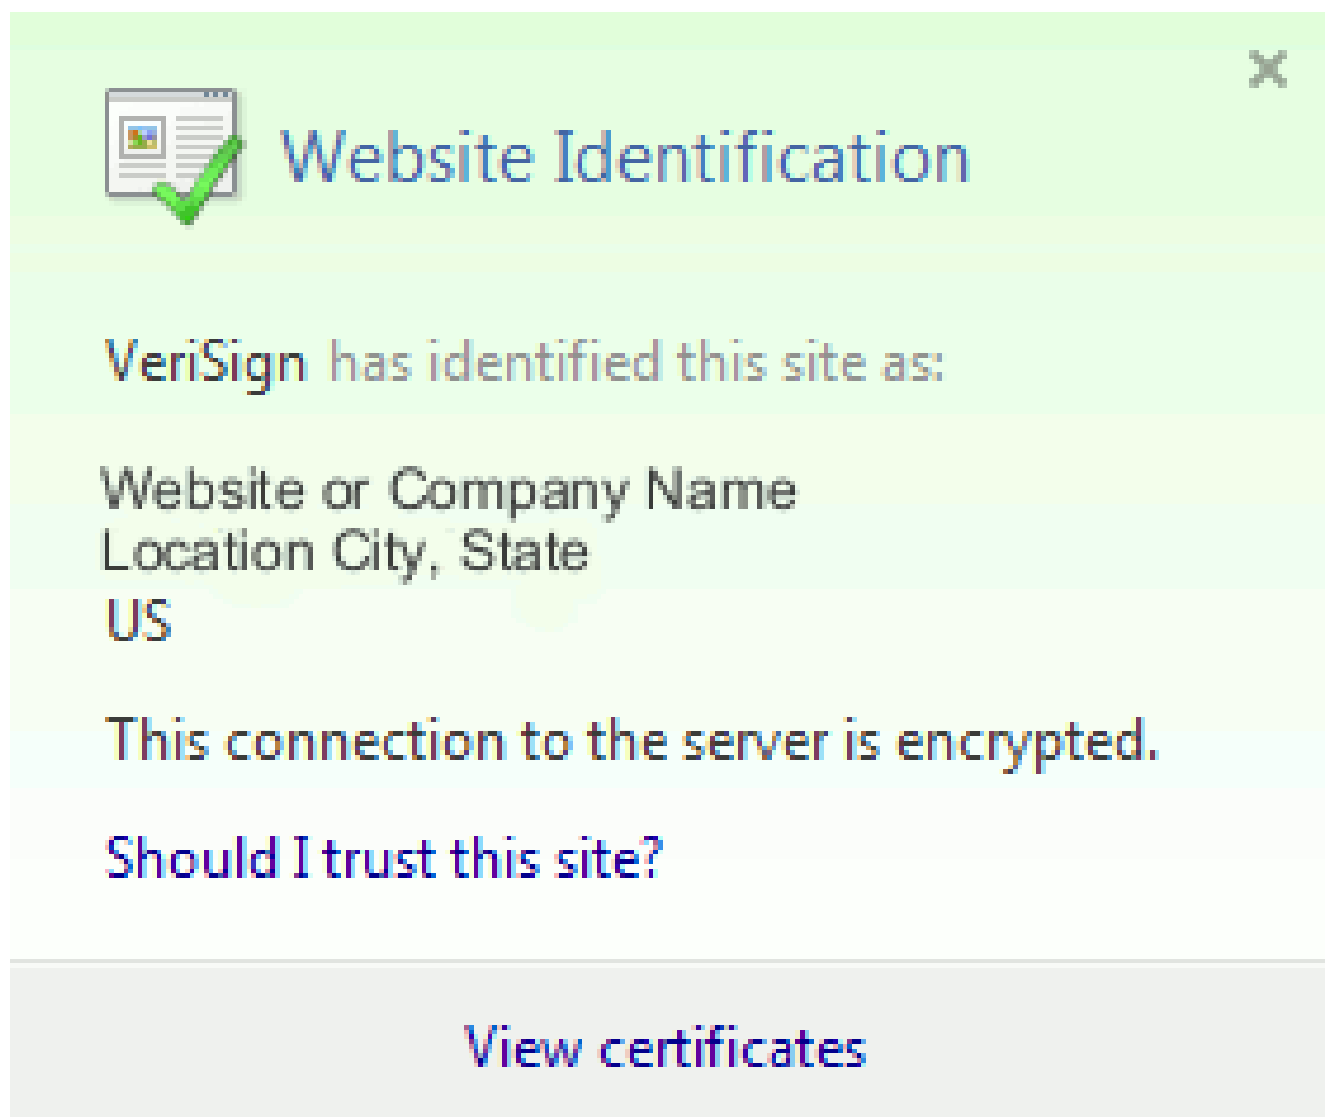 Website Identification
VeriSign has identified this site as:
Website or Company Name
Location City, State
US
This connection to the server is encrypted.
Should I trust this site?
View certificates